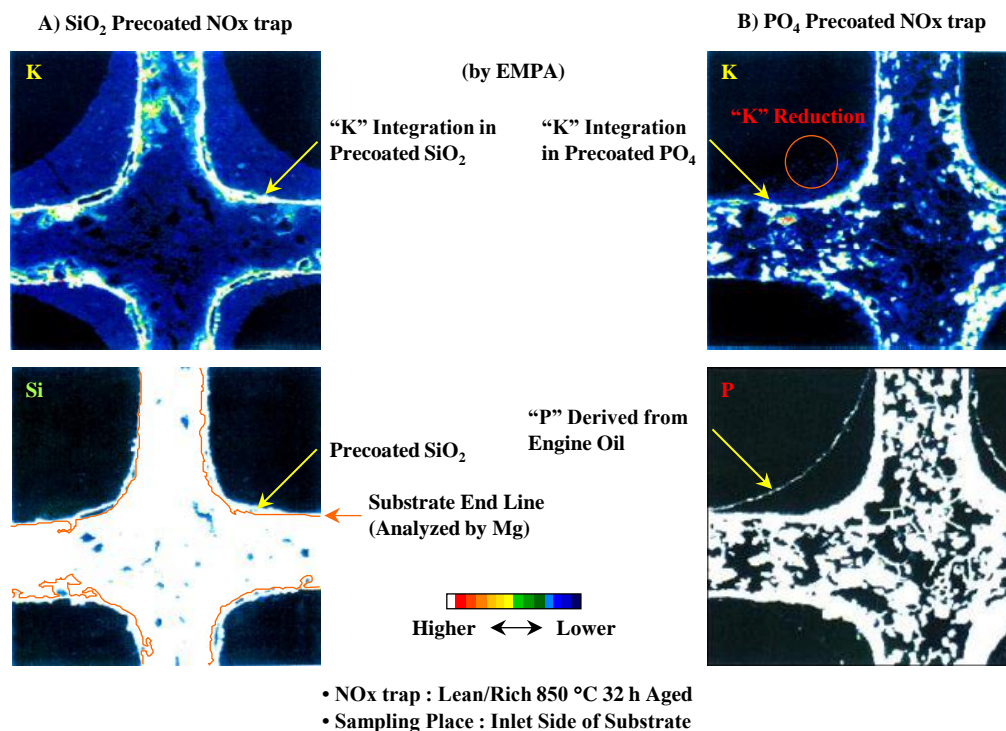 A) SiO₂ Precoated NOx trap
B) PO₄ Precoated NOx trap
K
(by EMPA)
K
“K” Integration in
Precoated SiO₂
“K” Integration
in Precoated PO₄
“K” Reduction
Si
Precoated SiO₂
Substrate End Line
(Analyzed by Mg)
“P” Derived from
Engine Oil
P
Higher
Lower
• NOx trap : Lean/Rich 850 °C 32 h Aged
• Sampling Place : Inlet Side of Substrate